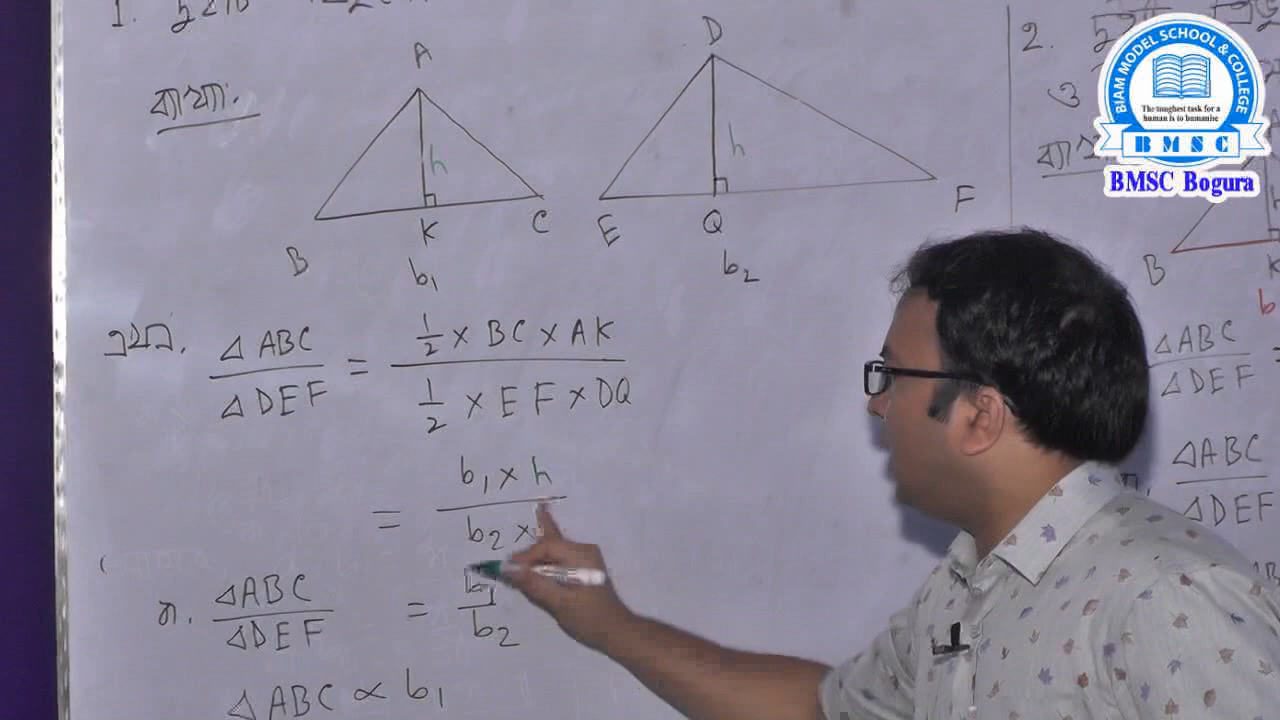 1.
ব্যাখ্যা.
A
h
B K C
b₁
D
h
E Q F
b₂
এখন. △ABC/△DEF = (1/2 × BC × AK)/(1/2 × EF × DQ)
= (b₁ × h)/(b₂ ×
△ABC/△DEF = b₁/b₂
△ABC ∝ b₁
2.
ও
B K
b
△ABC/△DEF
△ABC/△DEF
BIAM MODEL SCHOOL & COLLEGE
The toughest task for a
human is to humanise
B M S C
BMSC Bogura